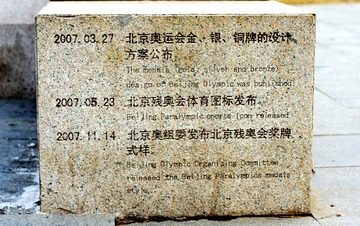 2007.03.27 北京奥运会金、银、铜牌的设计
方案公布
The medals (gold, silver and bronze)
design of Beijing Olympic was published
2007.05.23 北京残奥会体育图标发布
Beijing Paralympic sports icon released
2007.11.14 北京奥组委发布北京残奥会奖牌
式样
Beijing Olympic Organizing Committee
released the Beijing Paralympics medals
style.